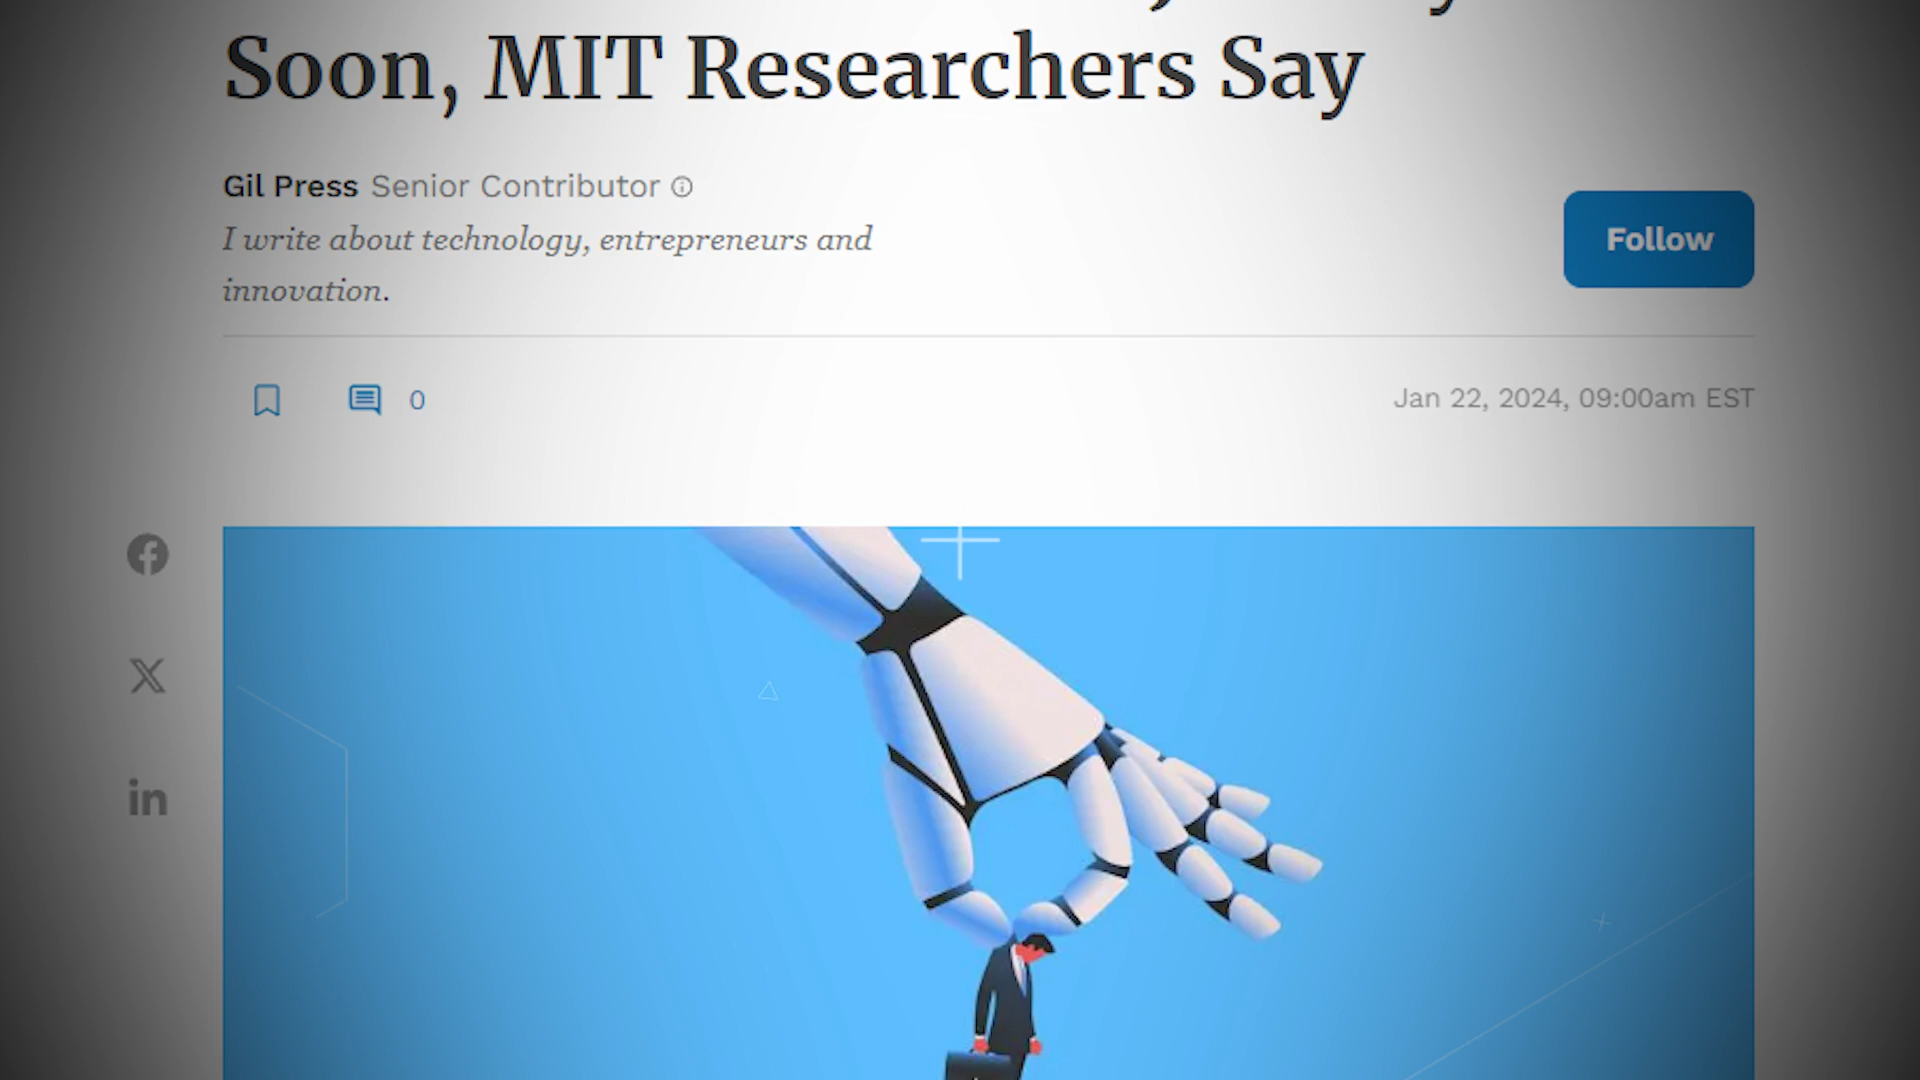 Soon, MIT Researchers Say
Gil Press Senior Contributor
I write about technology, entrepreneurs and
innovation.
Follow
0
Jan 22, 2024, 09:00am EST